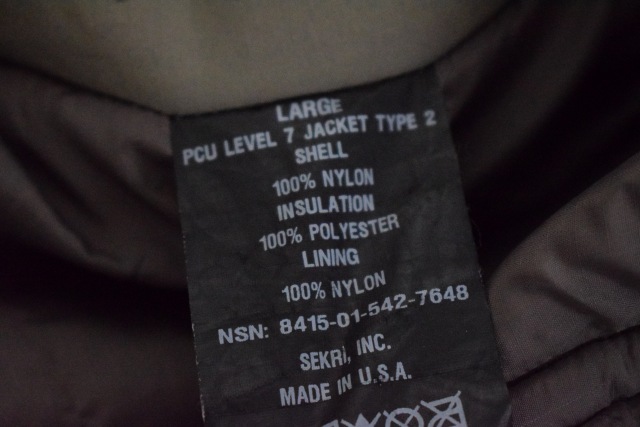 LARGE
PCU LEVEL 7 JACKET TYPE 2
SHELL
100% NYLON
INSULATION
100% POLYESTER
LINING
100% NYLON
NSN: 8415-01-542-7648
SEKRI, INC.
MADE IN U.S.A.